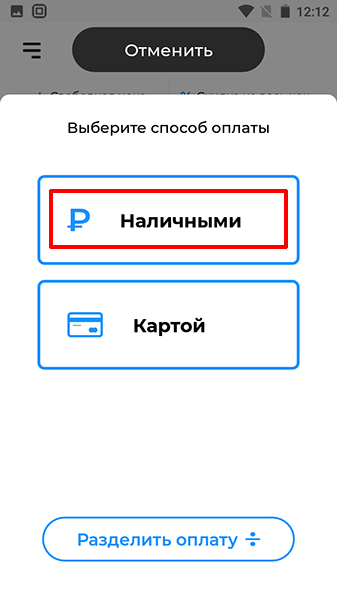 12:12
Отменить
Выберите способ оплаты
₽ Наличными
Картой
Разделить оплату ÷